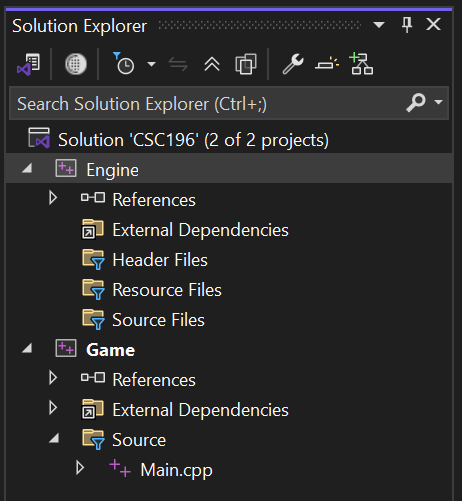 Solution Explorer
Search Solution Explorer (Ctrl+;)
Solution 'CSC196' (2 of 2 projects)
Engine
References
External Dependencies
Header Files
Resource Files
Source Files
Game
References
External Dependencies
Source
Main.cpp